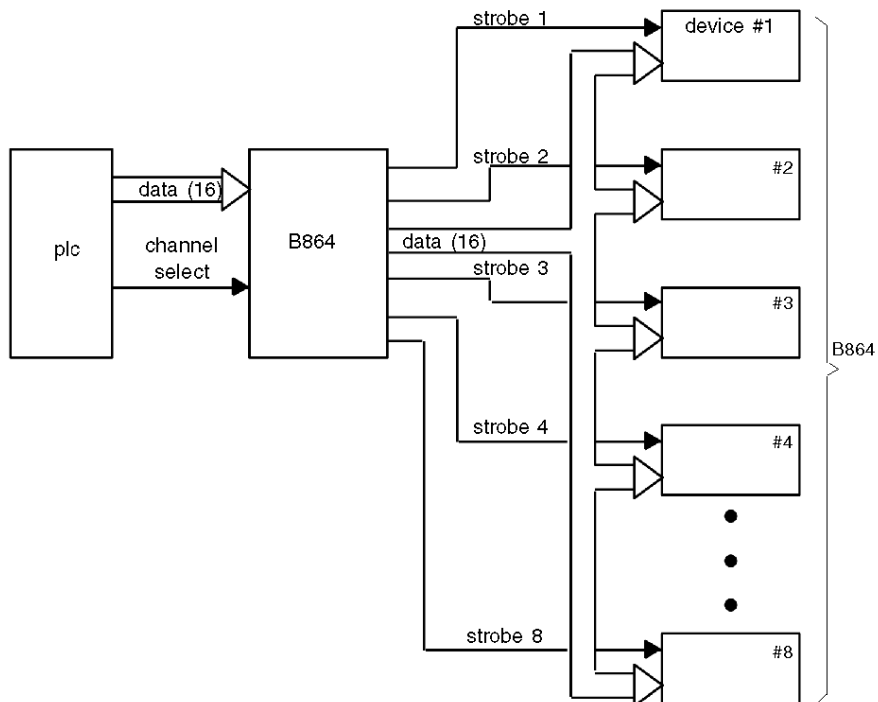 strobe 1
device #1
strobe 2
#2
data (16)
plc
channel
select
B864
data (16)
strobe 3
#3
B864
strobe 4
#4
strobe 8
#8